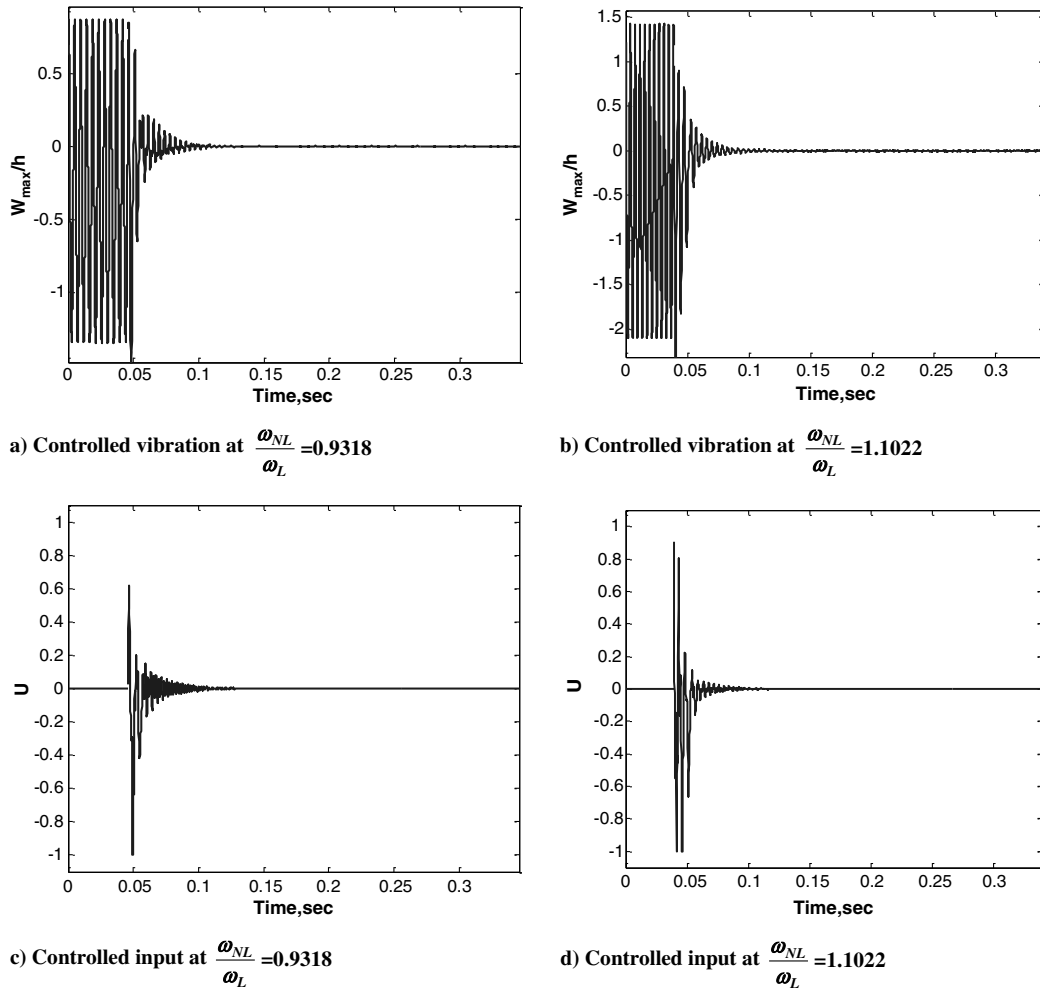 0.5
0
-0.5
-1
W_max/h
0 0.05 0.1 0.15 0.2 0.25 0.3
Time,sec
a) Controlled vibration at ω_NL/ω_L =0.9318
1.5
1
0.5
0
-0.5
-1
-1.5
-2
W_max/h
0 0.05 0.1 0.15 0.2 0.25 0.3
Time,sec
b) Controlled vibration at ω_NL/ω_L =1.1022
1
0.8
0.6
0.4
0.2
0
-0.2
-0.4
-0.6
-0.8
-1
U
0 0.05 0.1 0.15 0.2 0.25 0.3
Time,sec
c) Controlled input at ω_NL/ω_L =0.9318
1
0.8
0.6
0.4
0.2
0
-0.2
-0.4
-0.6
-0.8
-1
U
0 0.05 0.1 0.15 0.2 0.25 0.3
Time,sec
d) Controlled input at ω_NL/ω_L =1.1022